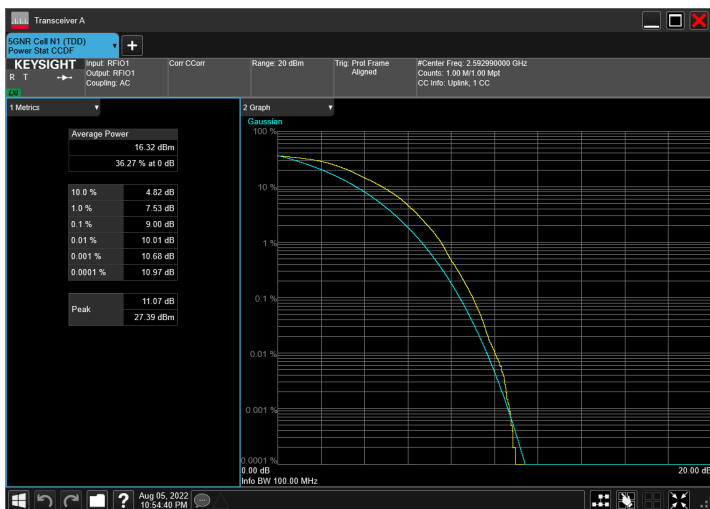 Transceiver A
5GNR Cell N1 (TDD)
Power Stat CCDF
KEYSIGHT
R T
LXI
Input: RFIO1
Output: RFIO1
Coupling: AC
Corr CCorr
Range: 20 dBm
Trig: Prot Frame
Aligned
#Center Freq: 2.592990000 GHz
Counts: 1.00 M/1.00 Mpt
CC Info: Uplink, 1 CC
1 Metrics
Average Power
16.32 dBm
36.27 % at 0 dB
10.0 % 4.82 dB
1.0 % 7.53 dB
0.1 % 9.00 dB
0.01 % 10.01 dB
0.001 % 10.68 dB
0.0001 % 10.97 dB
Peak
11.07 dB
27.39 dBm
2 Graph
Gaussian
100 %
10 %
1 %
0.1 %
0.01 %
0.001 %
0.0001 %
0.00 dB 20.00 dB
Info BW 100.00 MHz
Aug 05, 2022
10:54:40 PM